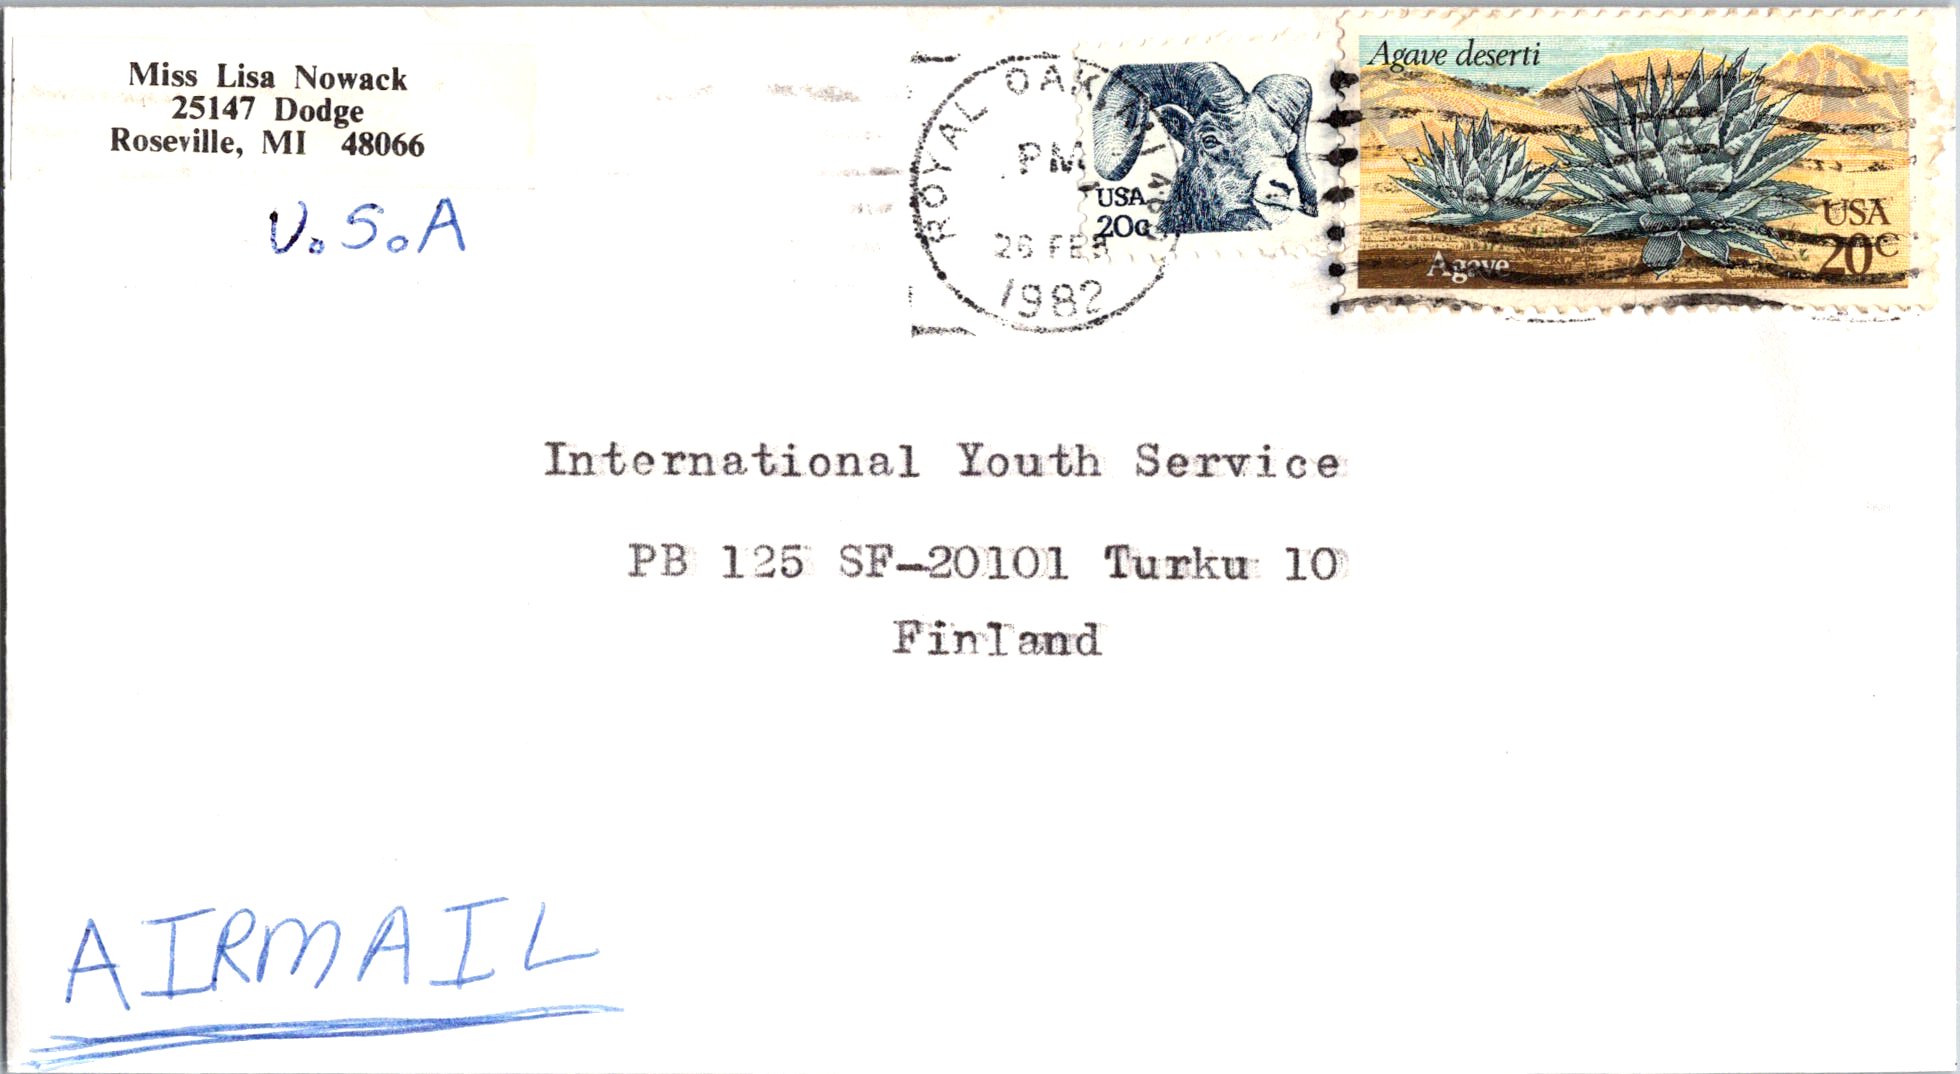 Miss Lisa Nowack
25147 Dodge
Roseville, MI 48066
U.S.A
ROYAL OAK
PM
26 FEB
1982
USA
20c
Agave deserti
Agave
USA
20c
International Youth Service
PB 125 SF-20101 Turku 10
Finland
AIRMAIL